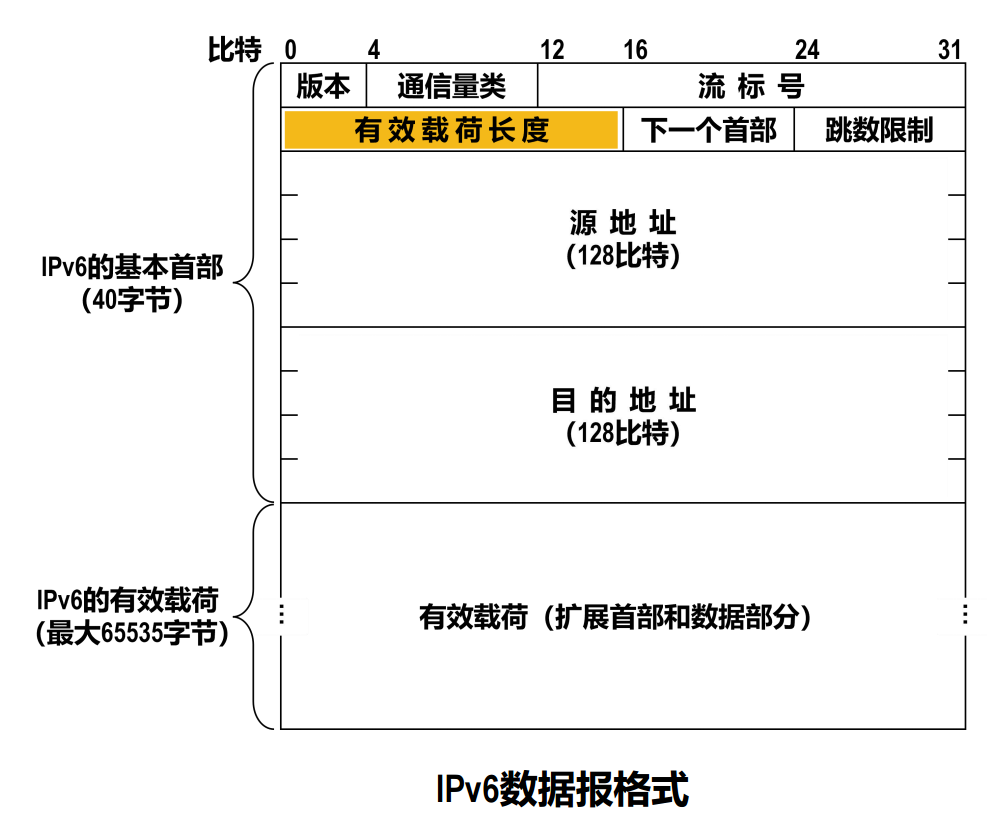 比特 0 4 12 16 24 31
版本 通信量类 流标号
有效载荷长度 下一个首部 跳数限制
源地址
(128比特)
IPv6的基本首部
(40字节)
目的地址
(128比特)
IPv6的有效载荷
(最大65535字节)
有效载荷（扩展首部和数据部分）
IPv6数据报格式